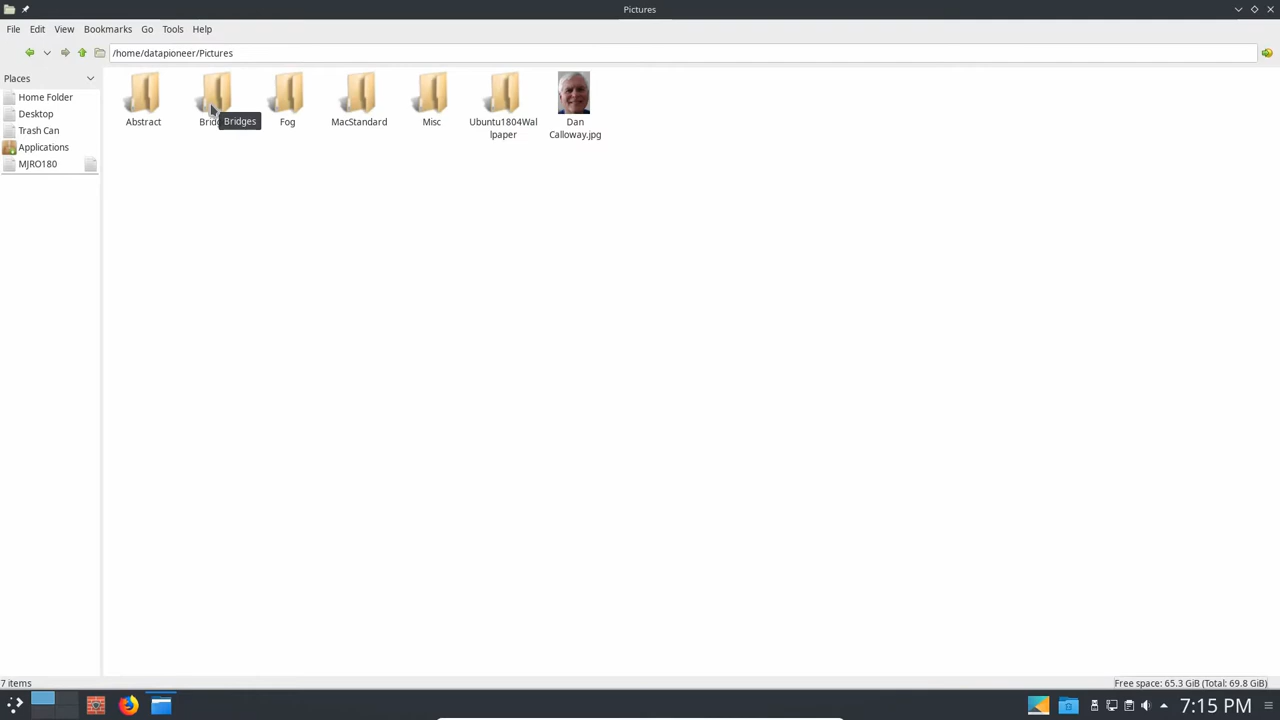 Pictures
File Edit View Bookmarks Go Tools Help
/home/datapioneer/Pictures
Places
Home Folder
Desktop
Trash Can
Applications
MJRO180
Abstract
Brid
Bridges
Fog
MacStandard
Misc
Ubuntu1804Wal
lpaper
Dan
Calloway.jpg
7 items
Free space: 65.3 GiB (Total: 69.8 GiB)
7:15 PM